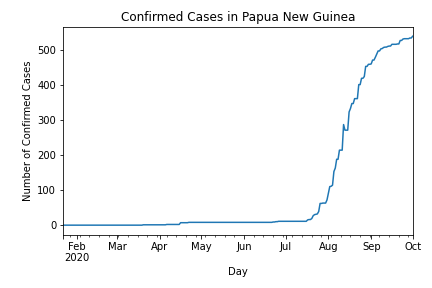 Confirmed Cases in Papua New Guinea
Number of Confirmed Cases
500
400
300
200
100
0
Feb Mar Apr May Jun Jul Aug Sep Oct
2020
Day